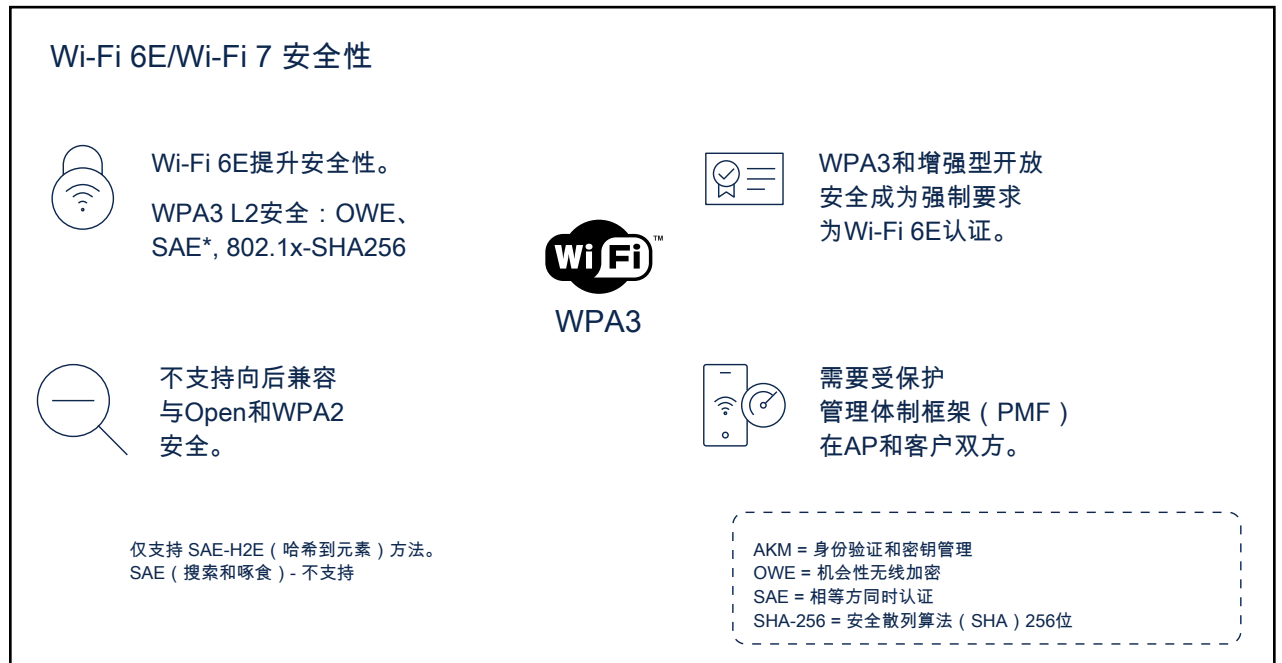 Wi-Fi 6E/Wi-Fi 7 安全性
Wi-Fi 6E提升安全性。
WPA3 L2安全：OWE、
SAE*, 802.1x-SHA256
WPA3和增强型开放
安全成为强制要求
为Wi-Fi 6E认证。
Wi Fi™
WPA3
不支持向后兼容
与Open和WPA2
安全。
需要受保护
管理体制框架（PMF）
在AP和客户双方。
仅支持 SAE-H2E（哈希到元素）方法。
SAE（搜索和啄食）- 不支持
AKM = 身份验证和密钥管理
OWE = 机会性无线加密
SAE = 相等方同时认证
SHA-256 = 安全散列算法（SHA）256位